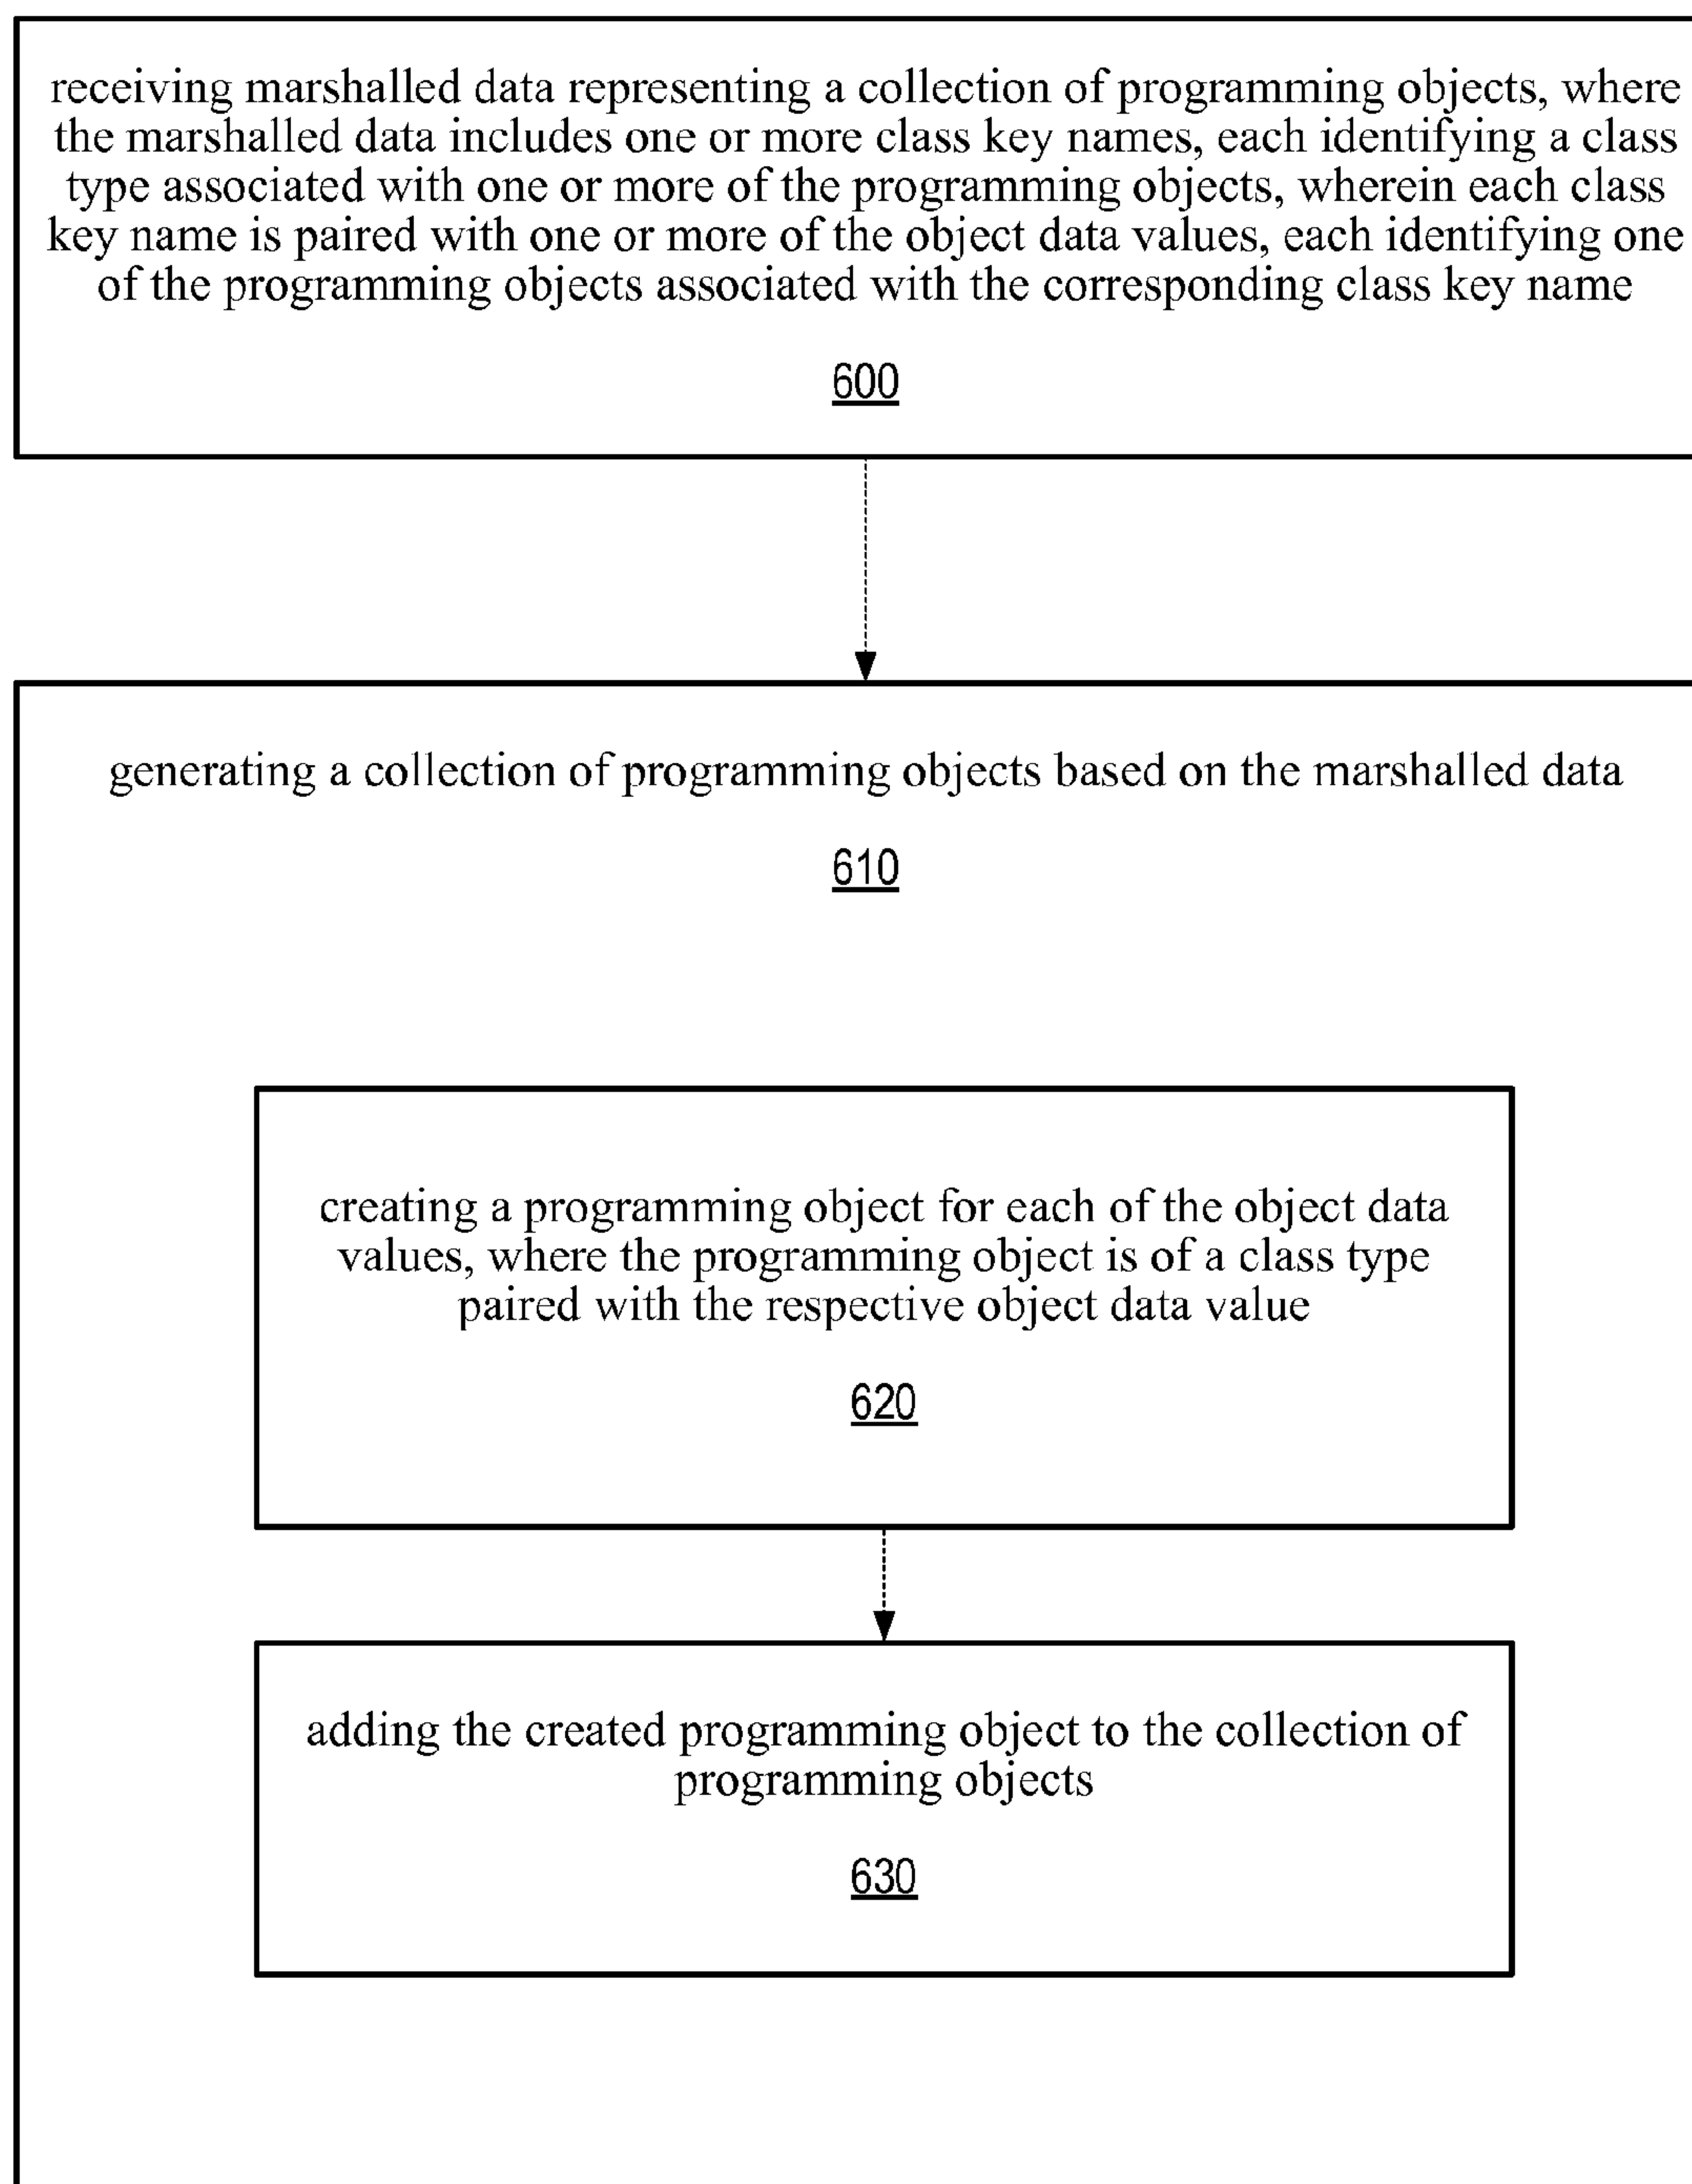 receiving marshalled data representing a collection of programming objects, where
the marshalled data includes one or more class key names, each identifying a class
type associated with one or more of the programming objects, wherein each class
key name is paired with one or more of the object data values, each identifying one
of the programming objects associated with the corresponding class key name
600
generating a collection of programming objects based on the marshalled data
610
creating a programming object for each of the object data
values, where the programming object is of a class type
paired with the respective object data value
620
adding the created programming object to the collection of
programming objects
630